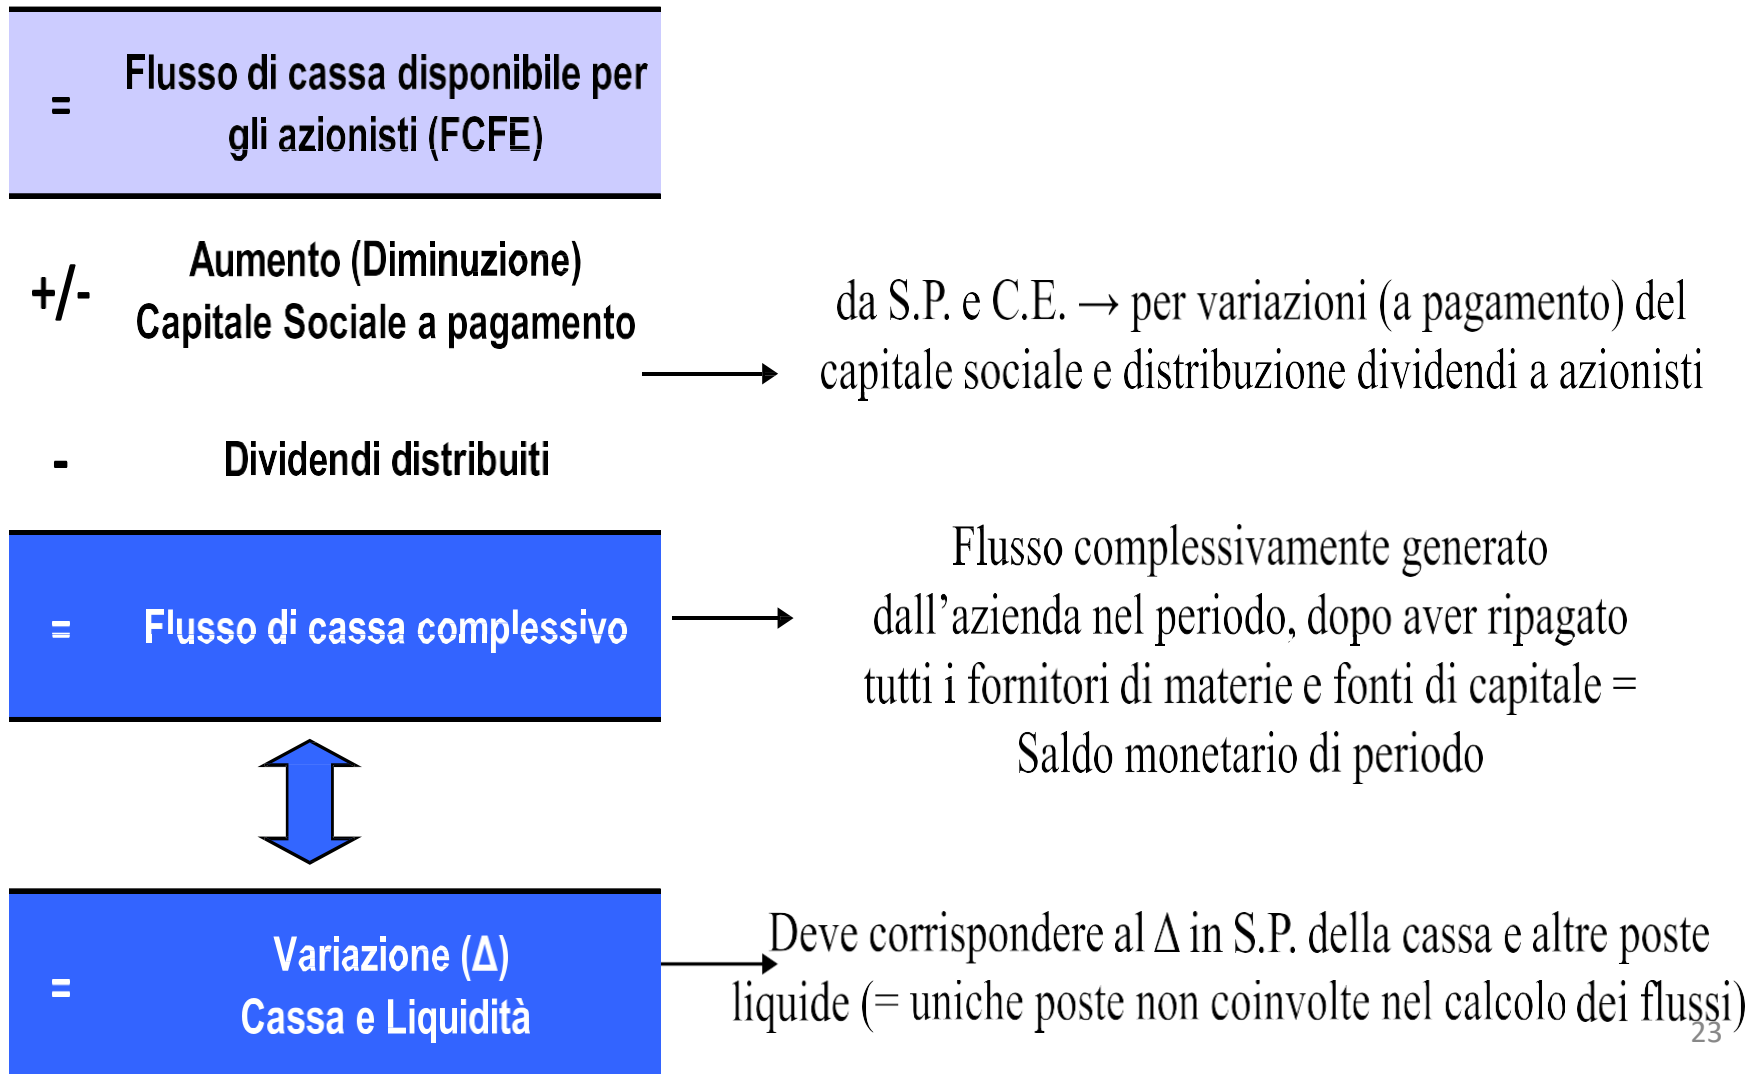 = Flusso di cassa disponibile per
gli azionisti (FCFE)
+/- Aumento (Diminuzione)
Capitale Sociale a pagamento
da S.P. e C.E. → per variazioni (a pagamento) del
capitale sociale e distribuzione dividendi a azionisti
- Dividendi distribuiti
= Flusso di cassa complessivo
Flusso complessivamente generato
dall’azienda nel periodo, dopo aver ripagato
tutti i fornitori di materie e fonti di capitale =
Saldo monetario di periodo
= Variazione (Δ)
Cassa e Liquidità
Deve corrispondere al Δ in S.P. della cassa e altre poste
liquide (= uniche poste non coinvolte nel calcolo dei flussi)
23